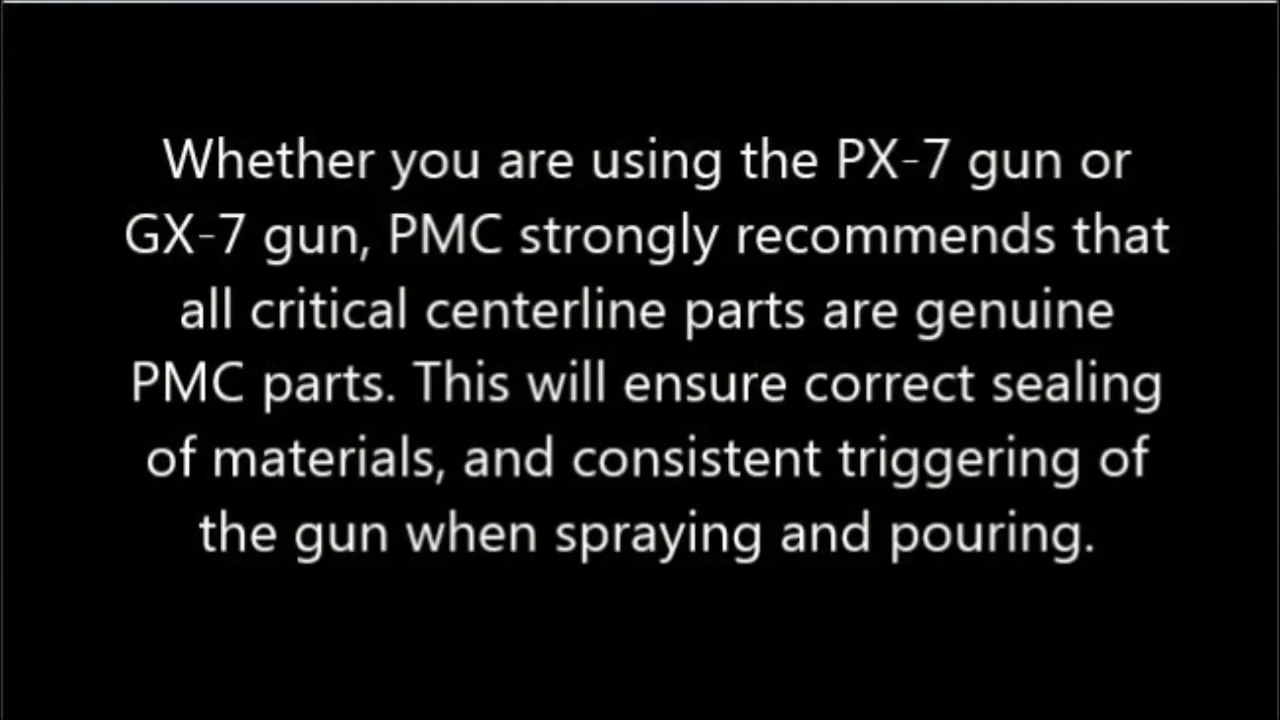 Whether you are using the PX-7 gun or
GX-7 gun, PMC strongly recommends that
all critical centerline parts are genuine
PMC parts. This will ensure correct sealing
of materials, and consistent triggering of
the gun when spraying and pouring.